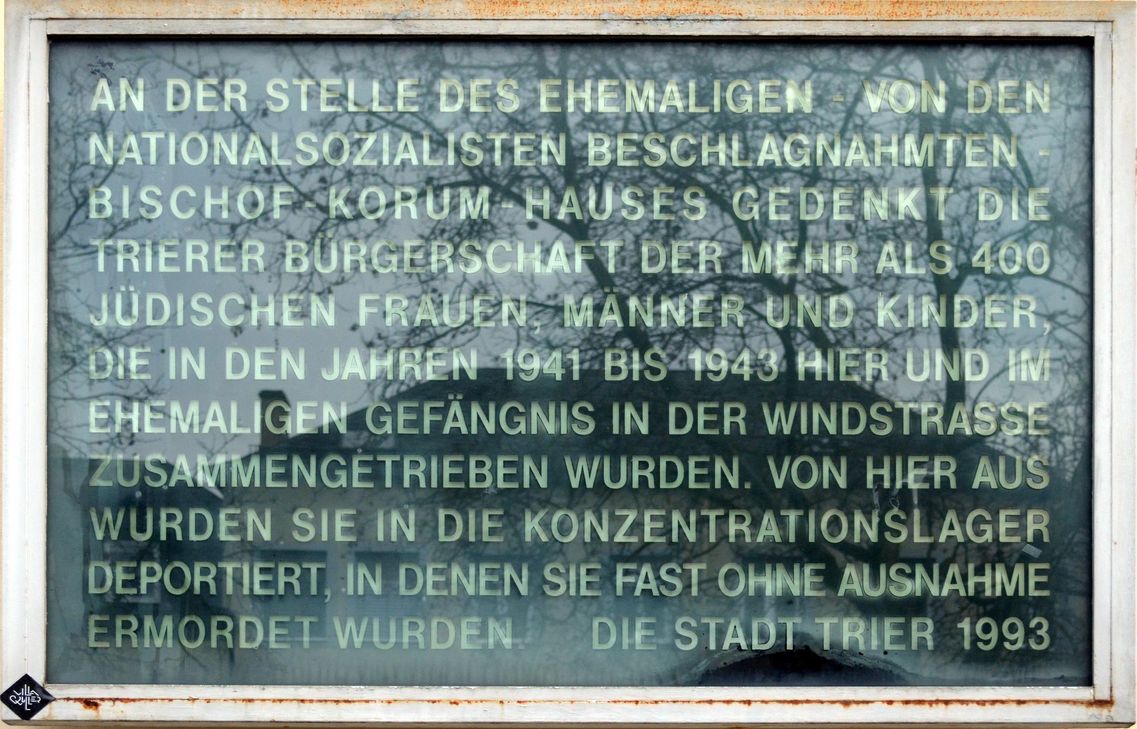 AN DER STELLE DES EHEMALIGEN - VON DEN
NATIONALSOZIALISTEN BESCHLAGNAHMTEN -
BISCHOF KORUM HAUSES GEDENKT DIE
TRIERER BÜRGERSCHAFT DER MEHR ALS 400
JÜDISCHEN FRAUEN, MÄNNER UND KINDER,
DIE IN DEN JAHREN 1941 BIS 1943 HIER UND IM
EHEMALIGEN GEFÄNGNIS IN DER WINDSTRASSE
ZUSAMMENGETRIEBEN WURDEN. VON HIER AUS
WURDEN SIE IN DIE KONZENTRATIONSLAGER
DEPORTIERT, IN DENEN SIE FAST OHNE AUSNAHME
ERMORDET WURDEN. DIE STADT TRIER 1993